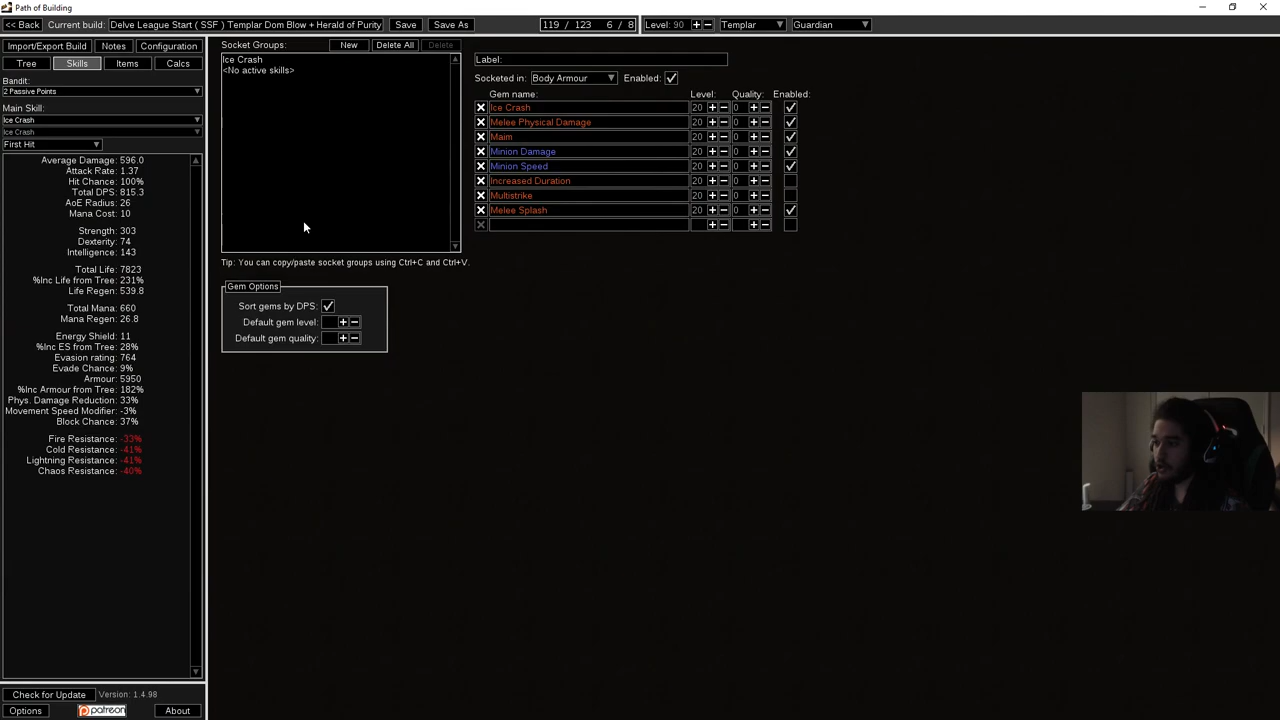 Path of Building
<< Back
Current build:
Delve League Start ( SSF ) Templar Dom Blow + Herald of Purity
Save
Save As
119 / 123 6 / 8
Level: 90 + −
Templar
Guardian
Import/Export Build
Notes
Configuration
Tree
Skills
Items
Calcs
Bandit:
2 Passive Points
Main Skill:
Ice Crash
Ice Crash
First Hit
Average Damage: 596.0
Attack Rate: 1.37
Hit Chance: 100%
Total DPS: 815.3
AoE Radius: 26
Mana Cost: 10
Strength: 303
Dexterity: 74
Intelligence: 143
Total Life: 7823
%Inc Life from Tree: 231%
Life Regen: 539.8
Total Mana: 660
Mana Regen: 26.8
Energy Shield: 11
%Inc ES from Tree: 28%
Evasion rating: 764
Evade Chance: 9%
Armour: 5950
%Inc Armour from Tree: 182%
Phys. Damage Reduction: 33%
Movement Speed Modifier: -3%
Block Chance: 37%
Fire Resistance: -33%
Cold Resistance: -41%
Lightning Resistance: -41%
Chaos Resistance: -40%
Check for Update
Version: 1.4.98
Options
patreon
About
Socket Groups:
New
Delete All
Delete
Ice Crash
<No active skills>
Tip: You can copy/paste socket groups using Ctrl+C and Ctrl+V.
Gem Options
Sort gems by DPS:
Default gem level: + −
Default gem quality: + −
Label:
Socketed in: Body Armour
Enabled:
Gem name: Level: Quality: Enabled:
Ice Crash 20 + − 0 + −
Melee Physical Damage 20 + − 0 + −
Maim 20 + − 0 + −
Minion Damage 20 + − 0 + −
Minion Speed 20 + − 0 + −
Increased Duration 20 + − 0 + −
Multistrike 20 + − 0 + −
Melee Splash 20 + − 0 + −
+ − + −